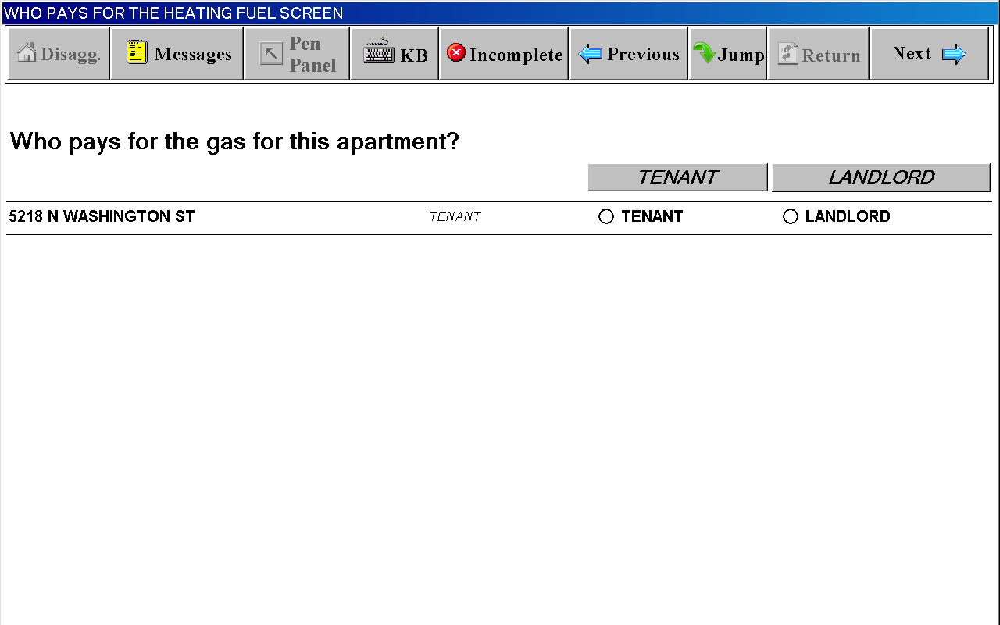 WHO PAYS FOR THE HEATING FUEL SCREEN
Disagg. Messages Pen Panel KB Incomplete Previous Jump Return Next
Who pays for the gas for this apartment?
TENANT LANDLORD
5218 N WASHINGTON ST TENANT TENANT LANDLORD